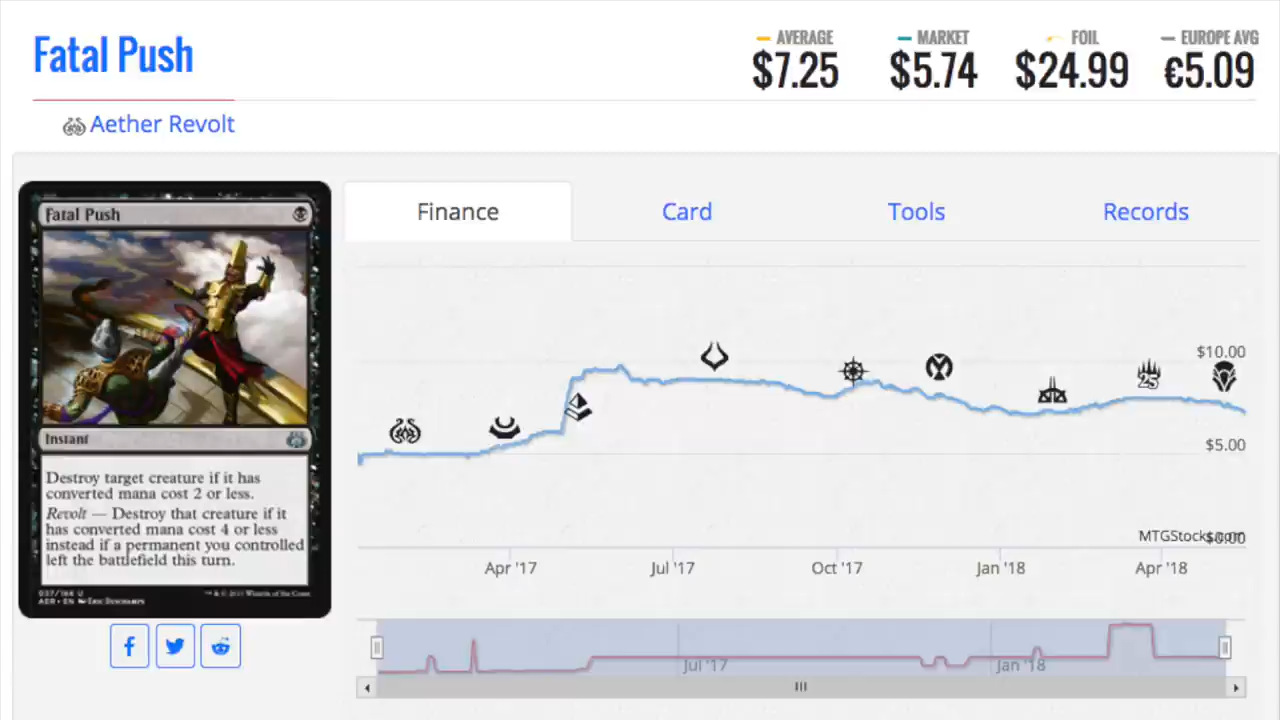 Fatal Push
AVERAGE
$7.25
MARKET
$5.74
FOIL
$24.99
EUROPE AVG
€5.09
Aether Revolt
Fatal Push
Instant
Destroy target creature if it has
converted mana cost 2 or less.
Revolt — Destroy that creature if it
has converted mana cost 4 or less
instead if a permanent you controlled
left the battlefield this turn.
Finance
Card
Tools
Records
25
$10.00
$5.00
MTGStocks.com
$0.00
Apr '17
Jul '17
Oct '17
Jan '18
Apr '18
Jul '17
Jan '18